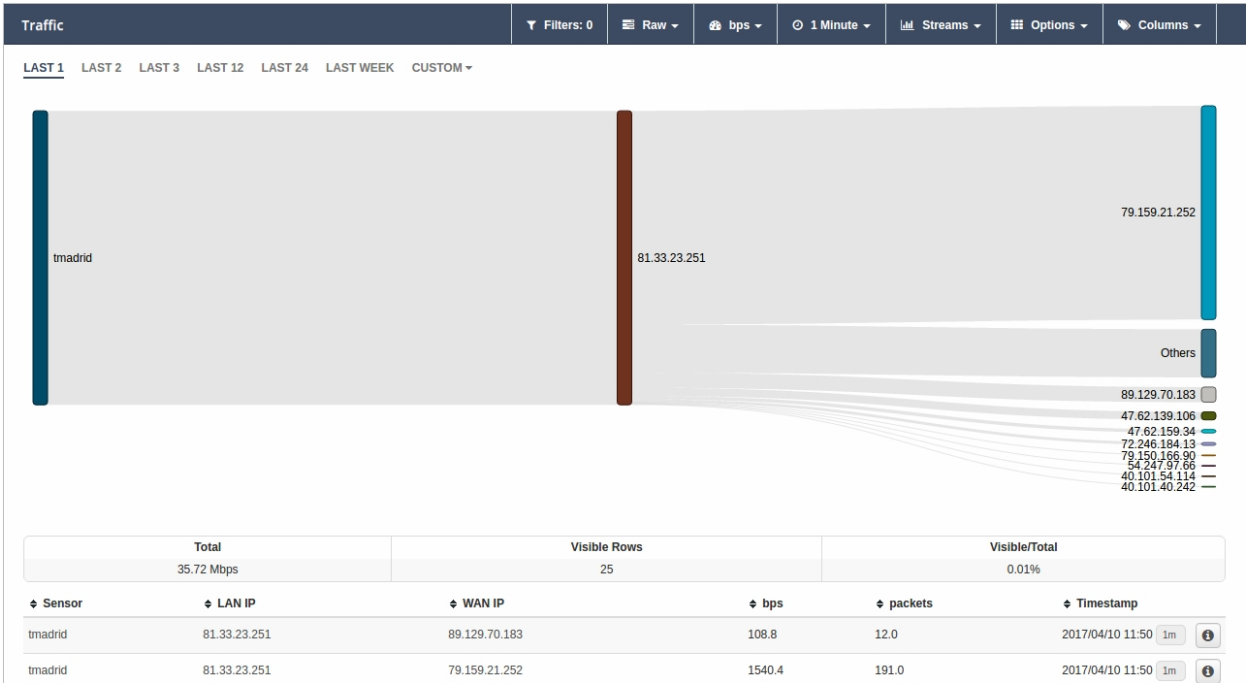 Traffic Filters: 0 Raw bps 1 Minute Streams Options Columns
LAST 1 LAST 2 LAST 3 LAST 12 LAST 24 LAST WEEK CUSTOM
79.159.21.252
tmadrid 81.33.23.251
Others
89.129.70.183
47.62.139.106
47.62.159.34
72.246.184.13
79.150.166.90
54.247.97.66
40.101.54.114
40.101.40.242
Total Visible Rows Visible/Total
35.72 Mbps 25 0.01%
Sensor LAN IP WAN IP bps packets Timestamp
tmadrid 81.33.23.251 89.129.70.183 108.8 12.0 2017/04/10 11:50 1m
tmadrid 81.33.23.251 79.159.21.252 1540.4 191.0 2017/04/10 11:50 1m